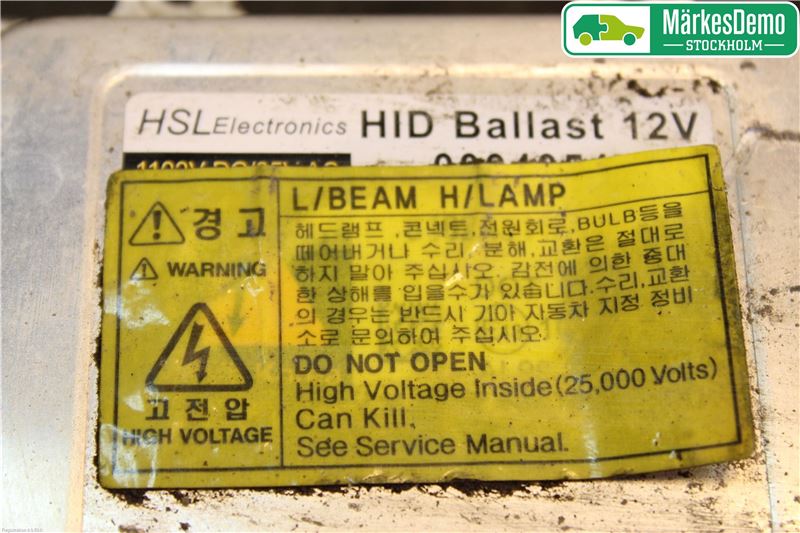 MärkesDemo
STOCKHOLM
HSL Electronics HID Ballast 12V
L/BEAM H/LAMP
경고
WARNING
고전압
HIGH VOLTAGE
헤드램프, 콘넥트, 전원회로, BULB등을
떼어내거나 수리, 분해, 교환은 절대로
하지 말아 주십시오. 감전에 의한 중대
한 상해를 입을수가 있습니다. 수리, 교환
의 경우는 반드시 기아 자동차 지정 정비
소로 문의하여 주십시오.
DO NOT OPEN
High Voltage Inside (25,000 Volts)
Can Kill.
See Service Manual.